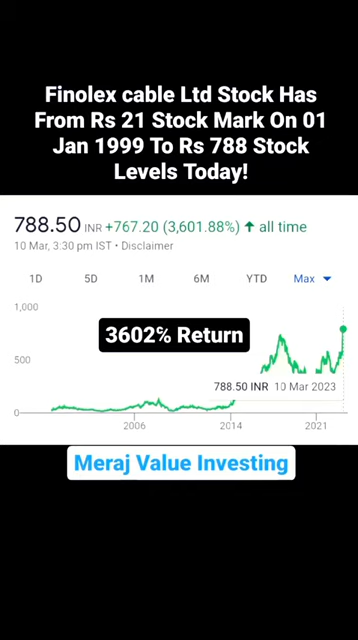 Finolex cable Ltd Stock Has
From Rs 21 Stock Mark On 01
Jan 1999 To Rs 788 Stock
Levels Today!
788.50 INR +767.20 (3,601.88%) ↑ all time
10 Mar, 3:30 pm IST • Disclaimer
1D 5D 1M 6M YTD Max
1,000
3602% Return
500
788.50 INR 10 Mar 2023
0
2006 2014 2021
Meraj Value Investing